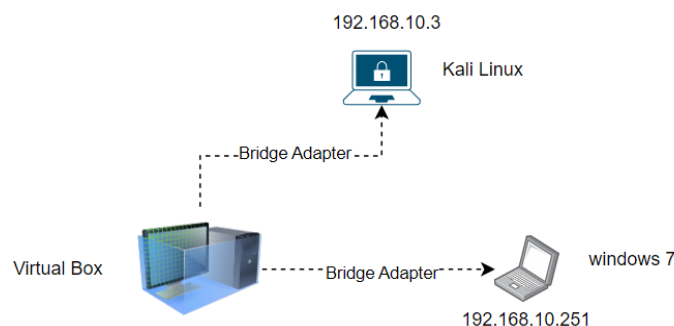 192.168.10.3
Kali Linux
Bridge Adapter
Virtual Box
Bridge Adapter
windows 7
192.168.10.251